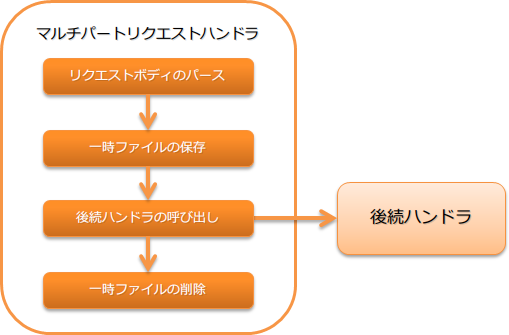 マルチパートリクエストハンドラ
リクエストボディのパース
一時ファイルの保存
後続ハンドラの呼び出し
後続ハンドラ
一時ファイルの削除